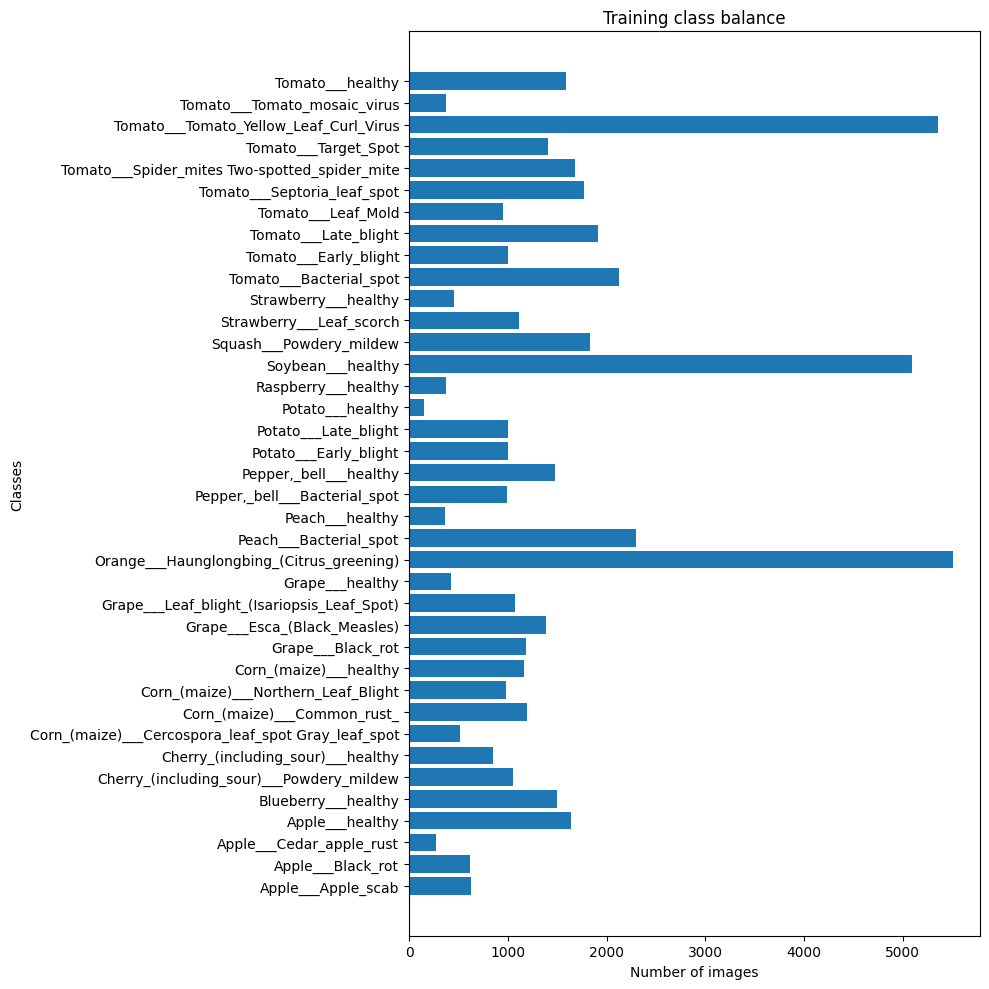 Training class balance
Tomato___healthy
Tomato___Tomato_mosaic_virus
Tomato___Tomato_Yellow_Leaf_Curl_Virus
Tomato___Target_Spot
Tomato___Spider_mites Two-spotted_spider_mite
Tomato___Septoria_leaf_spot
Tomato___Leaf_Mold
Tomato___Late_blight
Tomato___Early_blight
Tomato___Bacterial_spot
Strawberry___healthy
Strawberry___Leaf_scorch
Squash___Powdery_mildew
Soybean___healthy
Raspberry___healthy
Potato___healthy
Potato___Late_blight
Potato___Early_blight
Pepper,_bell___healthy
Pepper,_bell___Bacterial_spot
Peach___healthy
Peach___Bacterial_spot
Orange___Haunglongbing_(Citrus_greening)
Grape___healthy
Grape___Leaf_blight_(Isariopsis_Leaf_Spot)
Grape___Esca_(Black_Measles)
Grape___Black_rot
Corn_(maize)___healthy
Corn_(maize)___Northern_Leaf_Blight
Corn_(maize)___Common_rust_
Corn_(maize)___Cercospora_leaf_spot Gray_leaf_spot
Cherry_(including_sour)___healthy
Cherry_(including_sour)___Powdery_mildew
Blueberry___healthy
Apple___healthy
Apple___Cedar_apple_rust
Apple___Black_rot
Apple___Apple_scab
Classes
0 1000 2000 3000 4000 5000
Number of images